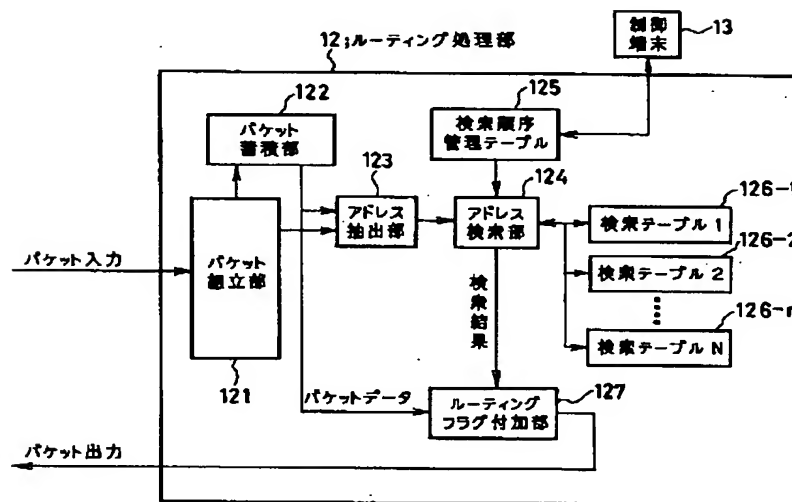 制御
端末
13
12;ルーティング処理部
122
パケット
蓄積部
125
検索順序
管理テーブル
123
アドレス
抽出部
124
アドレス
検索部
126-1
検索テーブル 1
126-2
検索テーブル 2
126-n
検索テーブル N
パケット入力
パケット
組立部
121
検索結果
パケットデータ
ルーティング
フラグ付加部
127
パケット出力